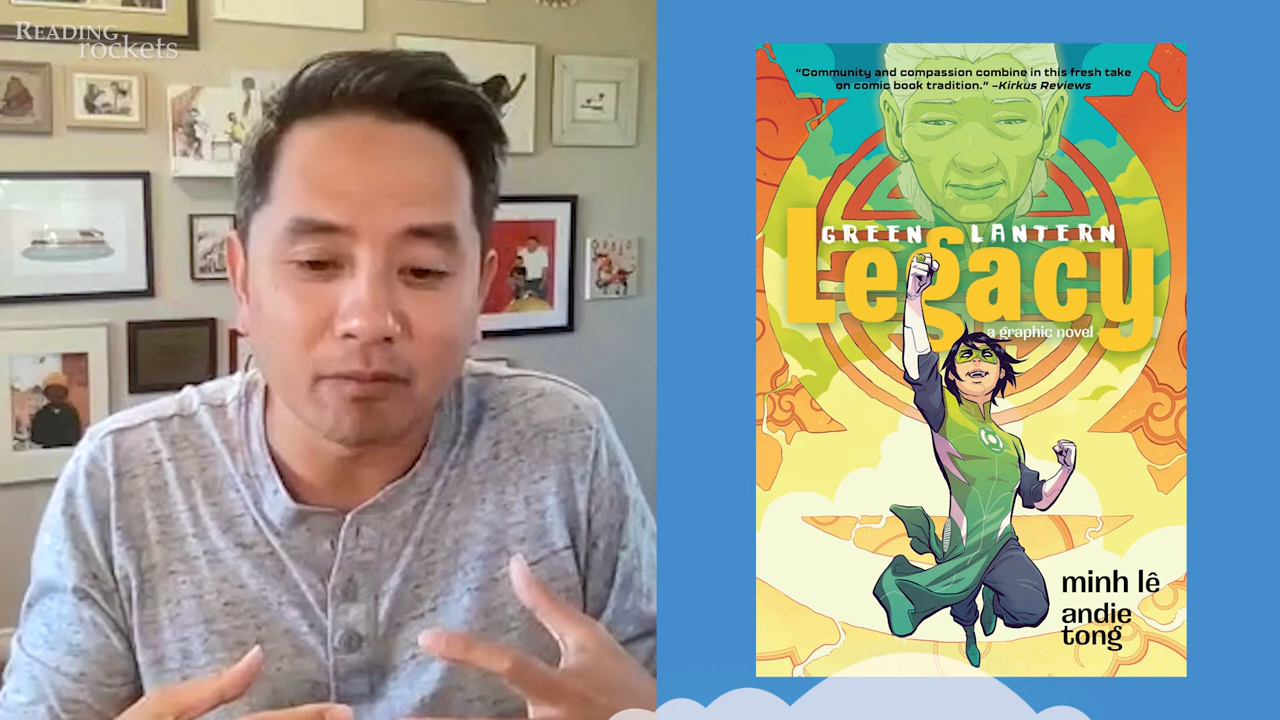 READING
rockets
“Community and compassion combine in this fresh take
on comic book tradition.” –Kirkus Reviews
GREEN LANTERN
Legacy
a graphic novel
minh lê
andie
tong